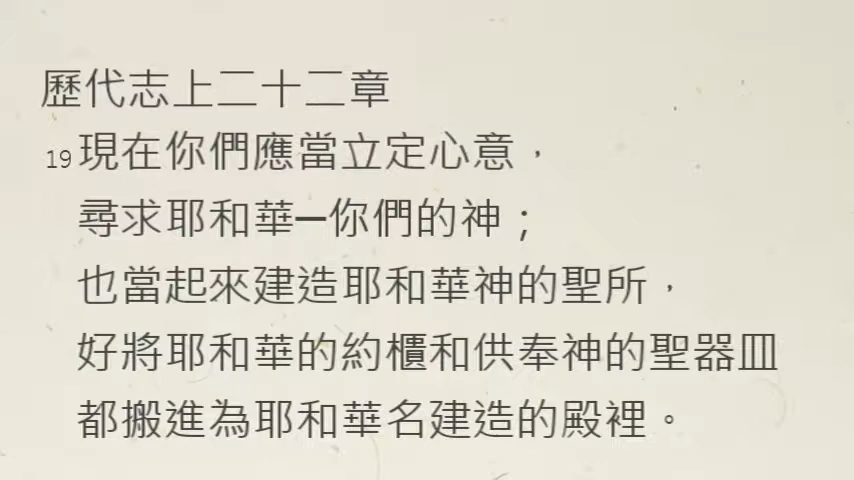 歷代志上二十二章
19現在你們應當立定心意，
尋求耶和華—你們的神；
也當起來建造耶和華神的聖所，
好將耶和華的約櫃和供奉神的聖器皿
都搬進為耶和華名建造的殿裡。